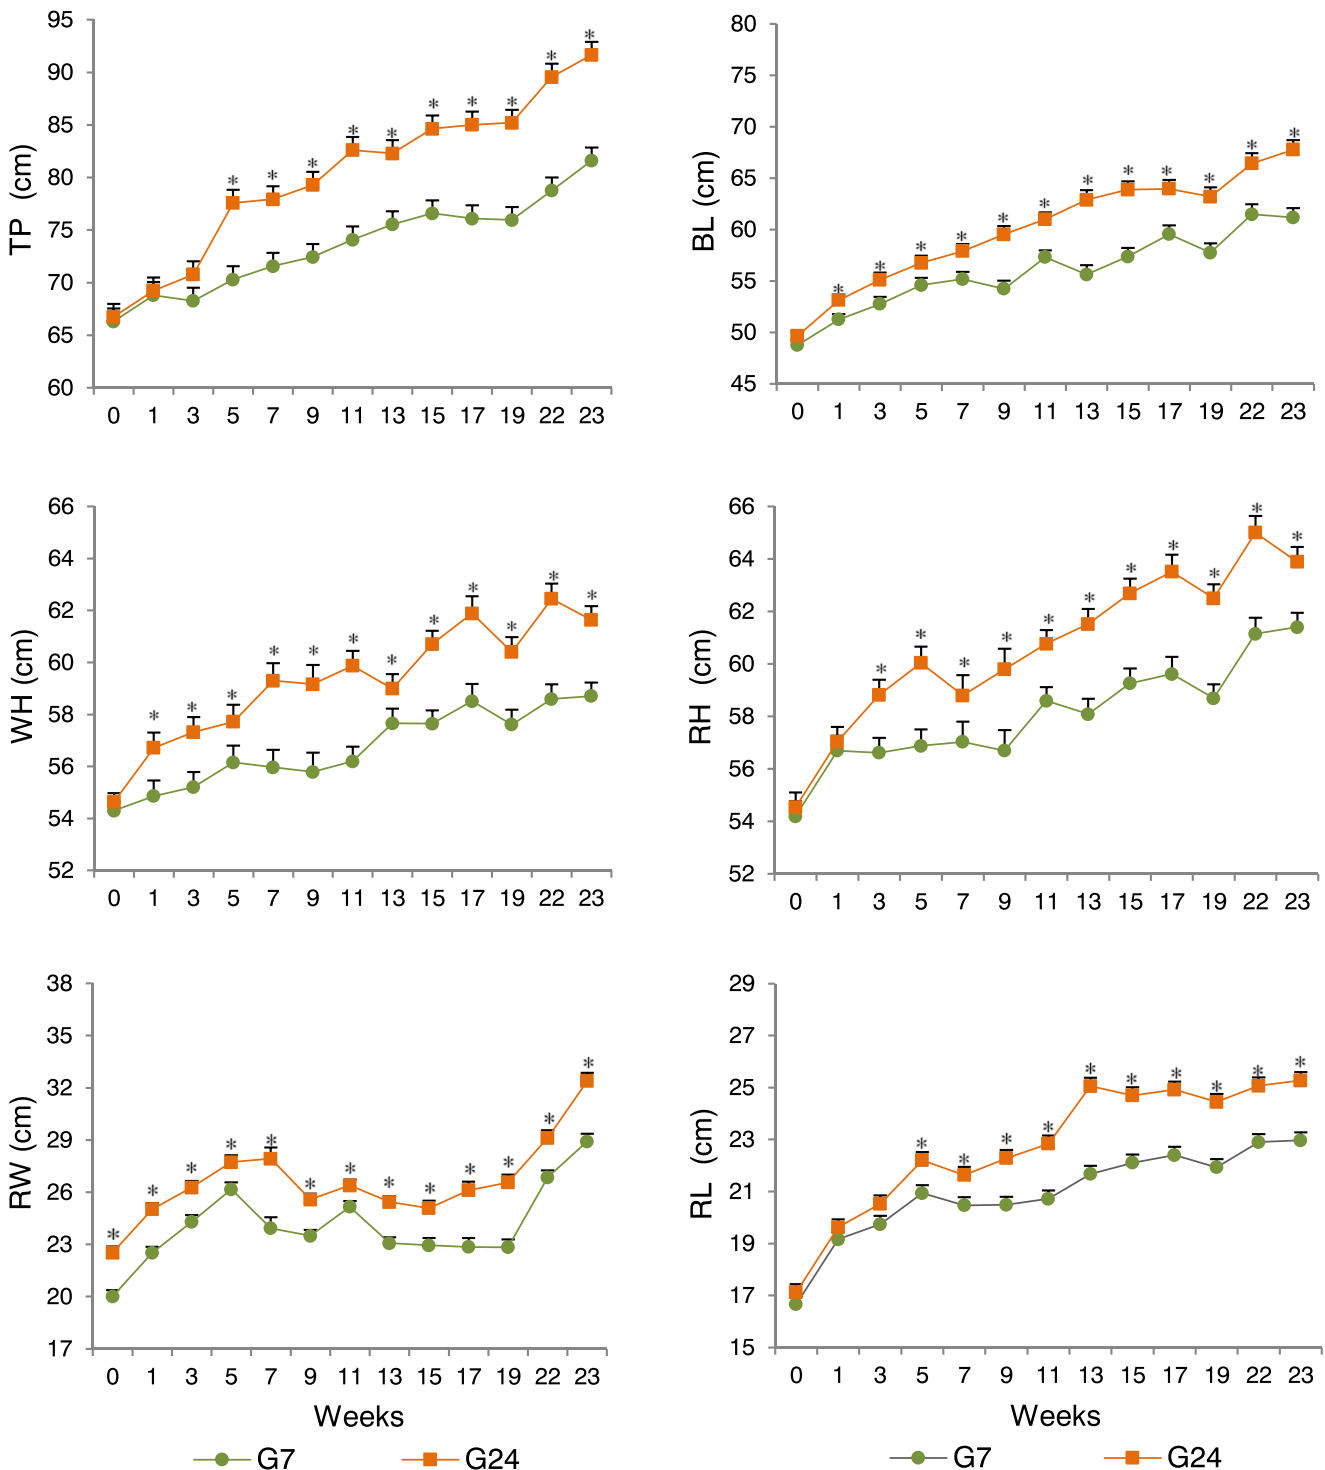 95
90
85
80
75
70
65
60
TP (cm)
* * * * * * * * * *
0 1 3 5 7 9 11 13 15 17 19 22 23
80
75
70
65
60
55
50
45
BL (cm)
* * * * * * * * * * * *
0 1 3 5 7 9 11 13 15 17 19 22 23
66
64
62
60
58
56
54
52
WH (cm)
* * * * * * * * * * * *
0 1 3 5 7 9 11 13 15 17 19 22 23
66
64
62
60
58
56
54
52
RH (cm)
* * * * * * * * * * *
0 1 3 5 7 9 11 13 15 17 19 22 23
38
35
32
29
26
23
20
17
RW (cm)
* * * * * * * * * * * * *
0 1 3 5 7 9 11 13 15 17 19 22 23
Weeks
G7 G24
29
27
25
23
21
19
17
15
RL (cm)
* * * * * * * * * *
0 1 3 5 7 9 11 13 15 17 19 22 23
Weeks
G7 G24